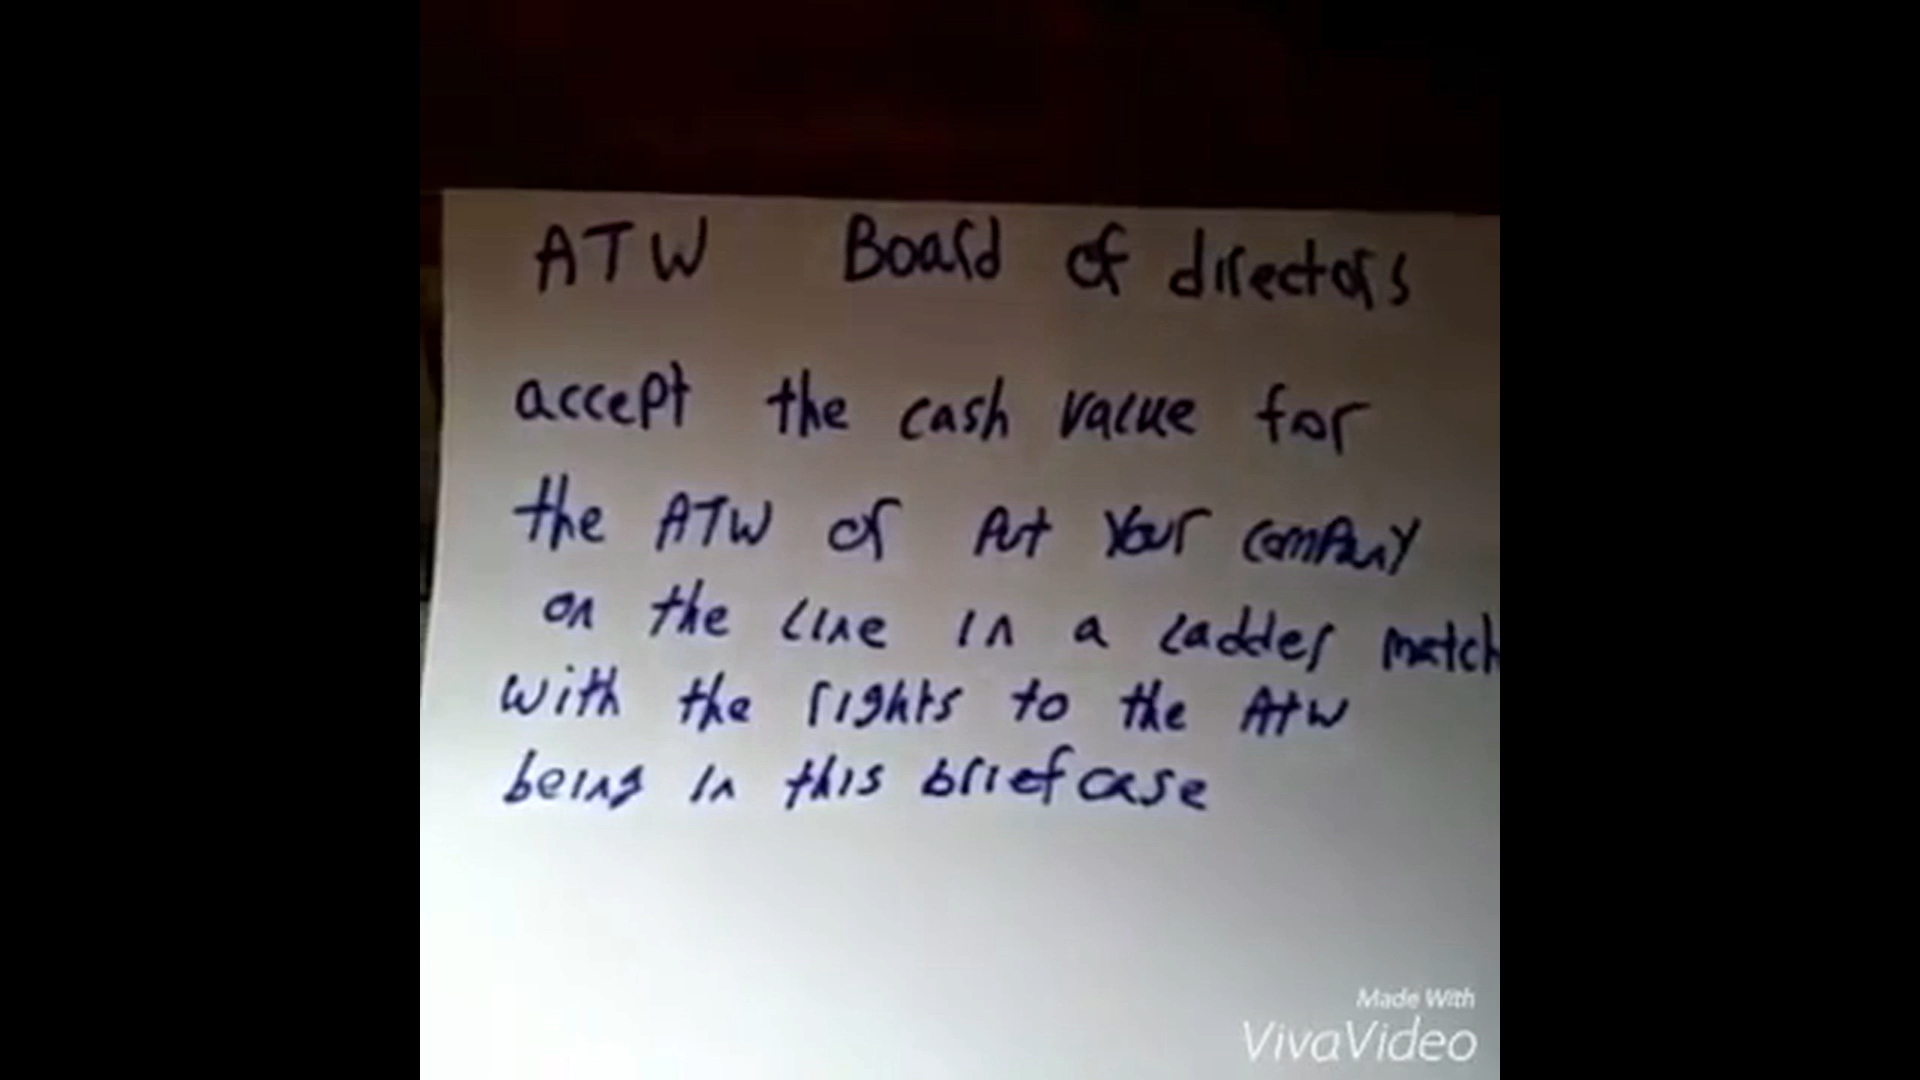 ATW Board of directors
accept the cash value for
the ATW or Put Your company
on the line in a ladder match
with the rights to the ATW
being in this briefcase
Made With
VivaVideo